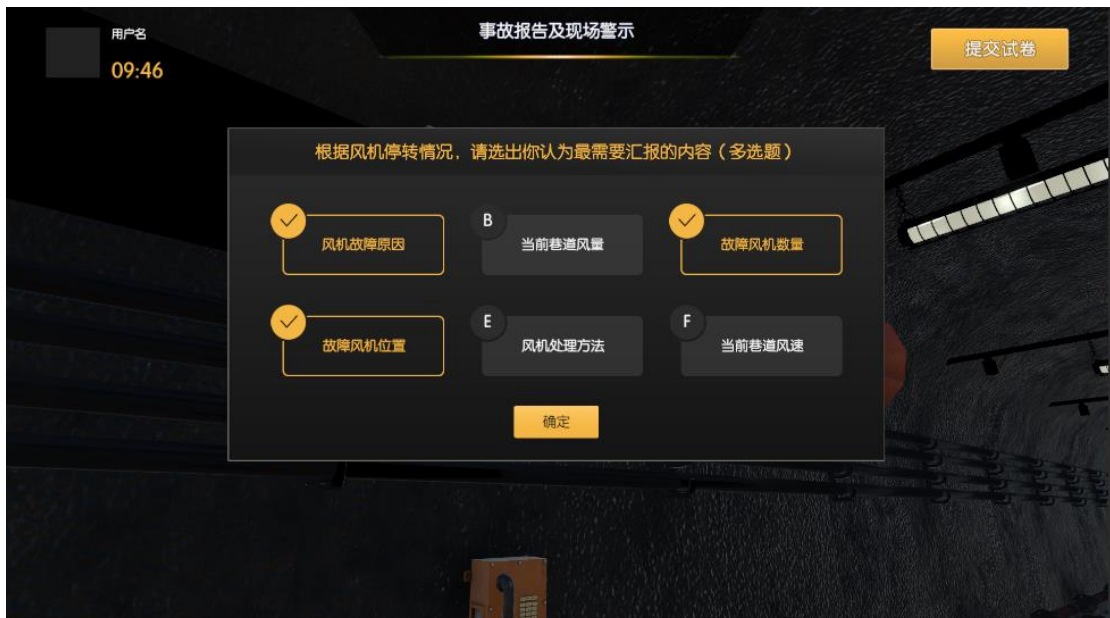 用户名
09:46
事故报告及现场警示
提交试卷
根据风机停转情况，请选出你认为最需要汇报的内容（多选题）
风机故障原因
B
当前巷道风量
故障风机数量
故障风机位置
E
风机处理方法
F
当前巷道风速
确定